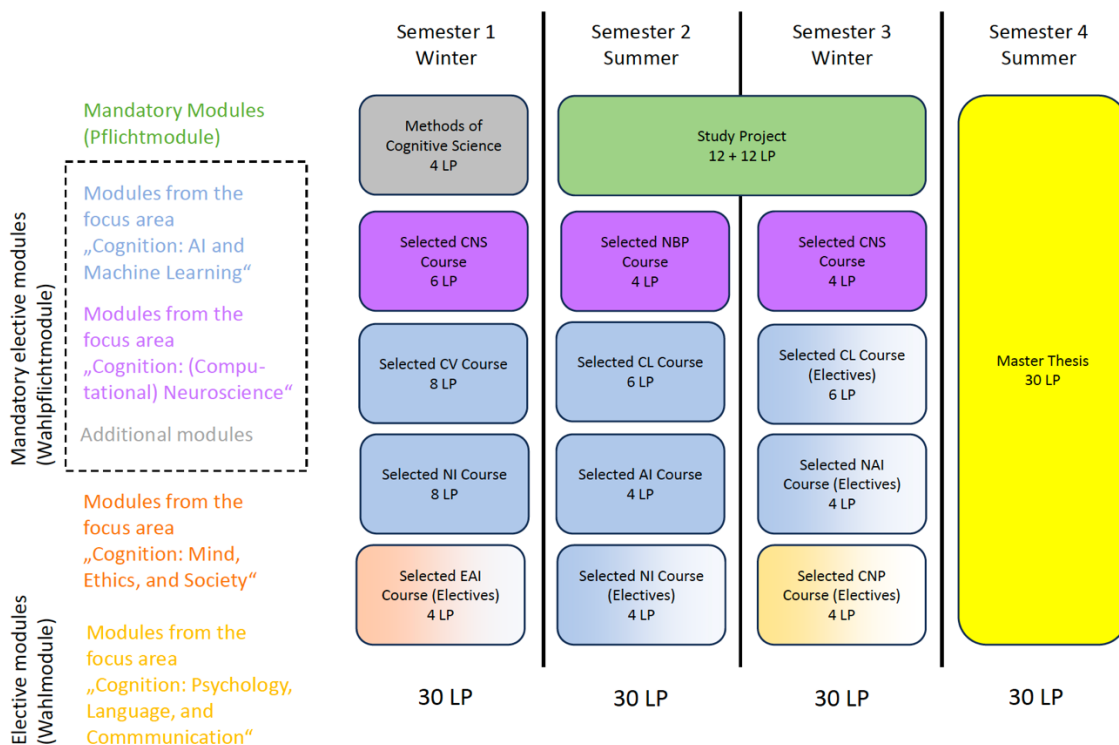 Semester 1
Winter
Semester 2
Summer
Semester 3
Winter
Semester 4
Summer
Mandatory Modules
(Pflichtmodule)
Methods of
Cognitive Science
4 LP
Study Project
12 + 12 LP
Mandatory elective modules
(Wahlpflichtmodule)
Modules from the
focus area
„Cognition: AI and
Machine Learning“
Modules from the
focus area
„Cognition: (Compu-
tational) Neuroscience“
Additional modules
Selected CNS
Course
6 LP
Selected NBP
Course
4 LP
Selected CNS
Course
4 LP
Selected CV Course
8 LP
Selected CL Course
6 LP
Selected CL Course
(Electives)
6 LP
Master Thesis
30 LP
Selected NI Course
8 LP
Selected AI Course
4 LP
Selected NAI
Course (Electives)
4 LP
Modules from the
focus area
„Cognition: Mind,
Ethics, and Society“
Selected EAI
Course (Electives)
4 LP
Selected NI Course
(Electives)
4 LP
Selected CNP
Course (Electives)
4 LP
Elective modules
(Wahlmodule)
Modules from the
focus area
„Cognition: Psychology,
Language, and
Commmunication“
30 LP
30 LP
30 LP